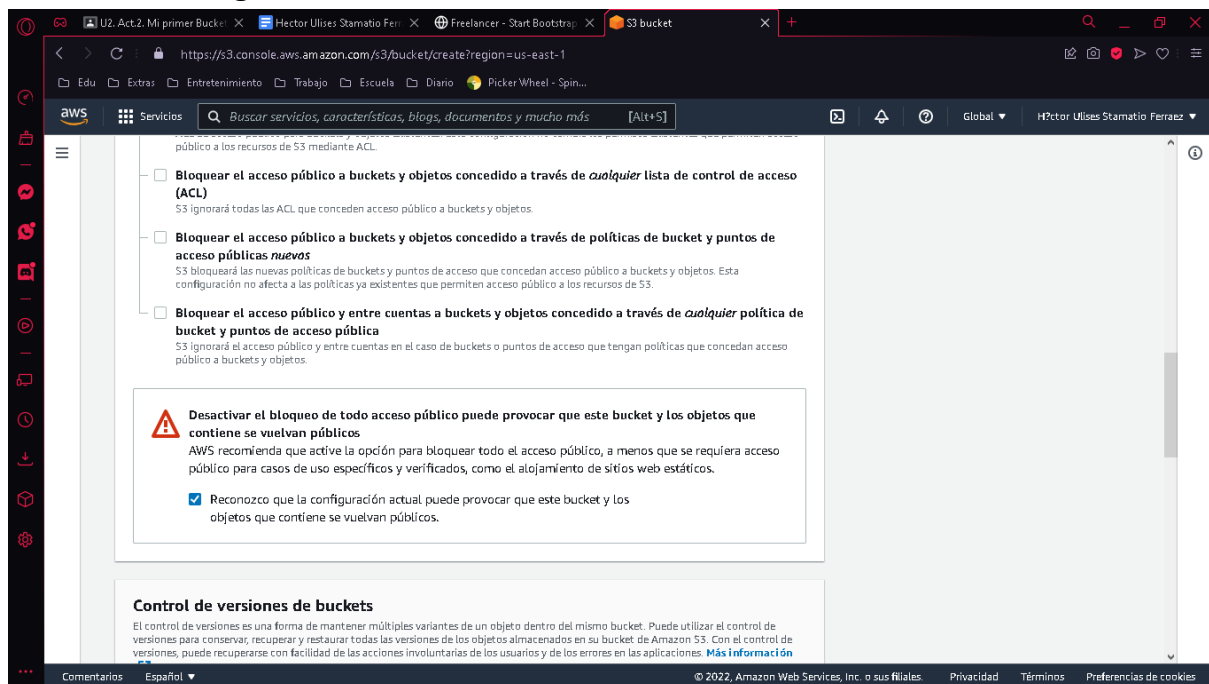 U2. Act.2. Mi primer Bucket
Hector Ulises Stamatio Ferr
Freelancer - Start Bootstrap
S3 bucket
https://s3.console.aws.amazon.com/s3/bucket/create?region=us-east-1
Edu Extras Entretenimiento Trabajo Escuela Diario Picker Wheel - Spin...
aws Servicios Buscar servicios, características, blogs, documentos y mucho más [Alt+S] Global H?ctor Ulises Stamatio Ferraez
público a los recursos de S3 mediante ACL.
Bloquear el acceso público a buckets y objetos concedido a través de cualquier lista de control de acceso
(ACL)
S3 ignorará todas las ACL que conceden acceso público a buckets y objetos.
Bloquear el acceso público a buckets y objetos concedido a través de políticas de bucket y puntos de
acceso públicas nuevas
S3 bloqueará las nuevas políticas de buckets y puntos de acceso que concedan acceso público a buckets y objetos. Esta
configuración no afecta a las políticas ya existentes que permiten acceso público a los recursos de S3.
Bloquear el acceso público y entre cuentas a buckets y objetos concedido a través de cualquier política de
bucket y puntos de acceso pública
S3 ignorará el acceso público y entre cuentas en el caso de buckets o puntos de acceso que tengan políticas que concedan acceso
público a buckets y objetos.
Desactivar el bloqueo de todo acceso público puede provocar que este bucket y los objetos que
contiene se vuelvan públicos
AWS recomienda que active la opción para bloquear todo el acceso público, a menos que se requiera acceso
público para casos de uso específicos y verificados, como el alojamiento de sitios web estáticos.
Reconozco que la configuración actual puede provocar que este bucket y los
objetos que contiene se vuelvan públicos.
Control de versiones de buckets
El control de versiones es una forma de mantener múltiples variantes de un objeto dentro del mismo bucket. Puede utilizar el control de
versiones para conservar, recuperar y restaurar todas las versiones de los objetos almacenados en su bucket de Amazon S3. Con el control de
versiones, puede recuperarse con facilidad de las acciones involuntarias de los usuarios y de los errores en las aplicaciones. Más información
Comentarios Español © 2022, Amazon Web Services, Inc. o sus filiales. Privacidad Términos Preferencias de cookies